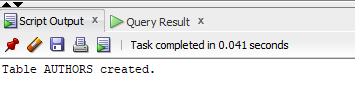 Script Output x Query Result x
Task completed in 0.041 seconds
Table AUTHORS created.